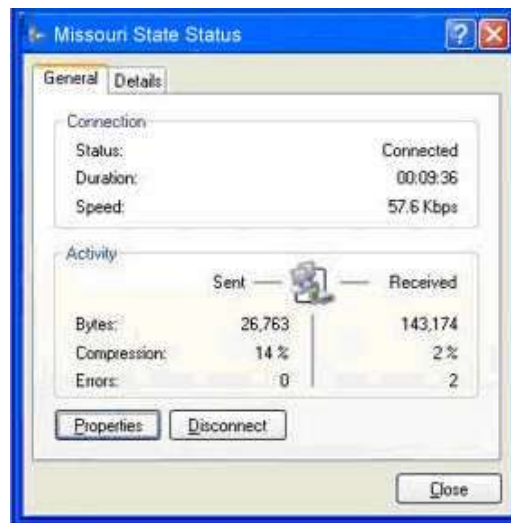 Missouri State Status
General Details
Connection
Status: Connected
Duration: 00:09:36
Speed: 57.6 Kbps
Activity
Sent Received
Bytes: 26,763 143,174
Compression: 14 % 2 %
Errors: 0 2
Properties Disconnect
Close